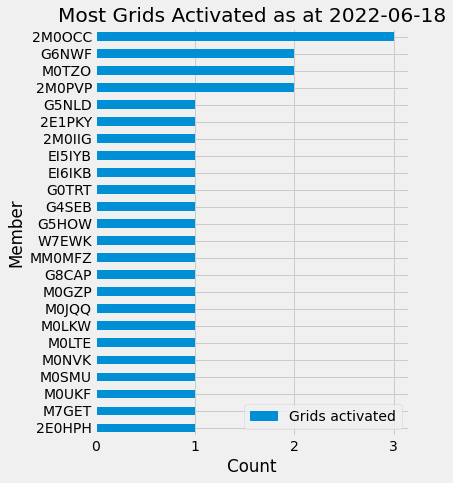 Most Grids Activated as at 2022-06-18
2M0OCC
G6NWF
M0TZO
2M0PVP
G5NLD
2E1PKY
2M0IIG
EI5IYB
EI6IKB
G0TRT
G4SEB
G5HOW
W7EWK
MM0MFZ
G8CAP
M0GZP
M0JQQ
M0LKW
M0LTE
M0NVK
M0SMU
M0UKF
M7GET
2E0HPH
Member
Grids activated
0 1 2 3
Count